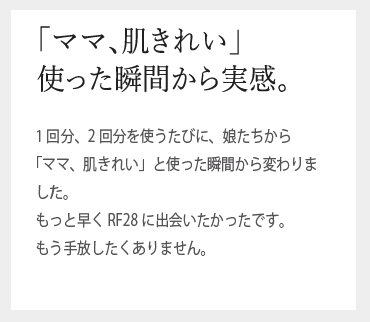 「ママ、肌きれい」
使った瞬間から実感。
1回分、2回分を使うたびに、娘たちから
「ママ、肌きれい」と使った瞬間から変わりま
した。
もっと早くRF28に出会いたかったです。
もう手放したくありません。